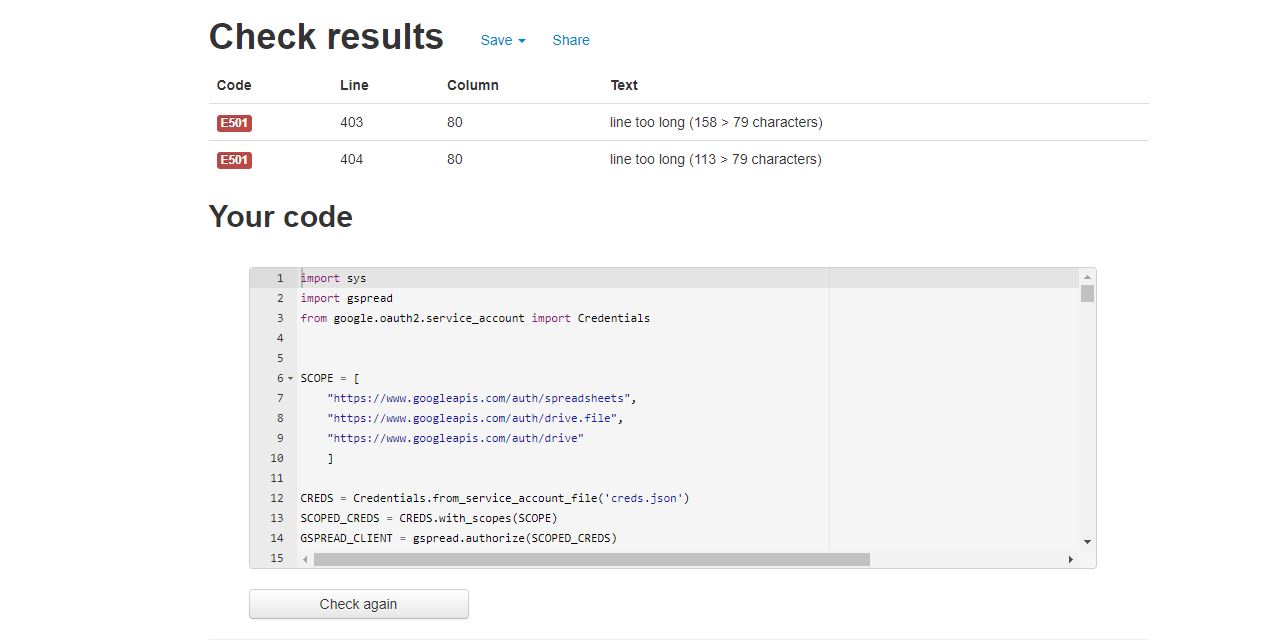 Check results Save Share
Code Line Column Text
E501 403 80 line too long (158 > 79 characters)
E501 404 80 line too long (113 > 79 characters)
Your code
1 import sys
2 import gspread
3 from google.oauth2.service_account import Credentials
4
5
6 SCOPE = [
7 "https://www.googleapis.com/auth/spreadsheets",
8 "https://www.googleapis.com/auth/drive.file",
9 "https://www.googleapis.com/auth/drive"
10 ]
11
12 CREDS = Credentials.from_service_account_file('creds.json')
13 SCOPED_CREDS = CREDS.with_scopes(SCOPE)
14 GSPREAD_CLIENT = gspread.authorize(SCOPED_CREDS)
15
Check again